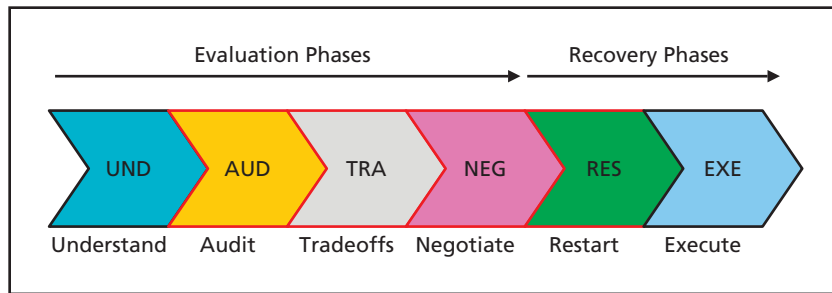 Evaluation Phases Recovery Phases
UND AUD TRA NEG RES EXE
Understand Audit Tradeoffs Negotiate Restart Execute